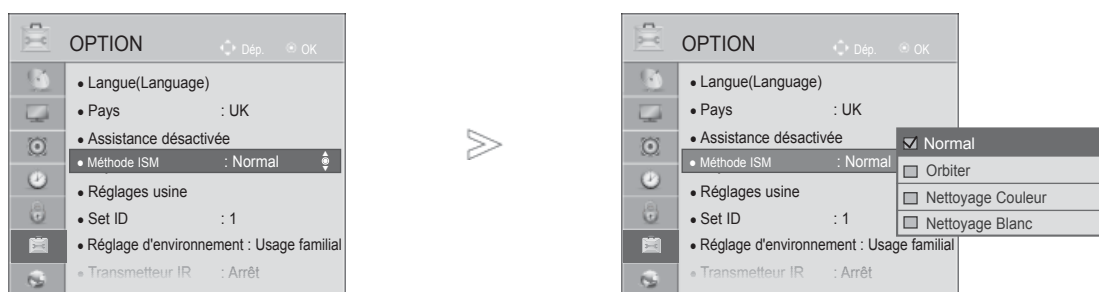 OPTION
Dép. OK
• Langue(Language)
• Pays : UK
• Assistance désactivée
• Méthode ISM : Normal
• Réglages usine
• Set ID : 1
• Réglage d'environnement : Usage familial
• Transmetteur IR : Arrêt
OPTION
Dép. OK
• Langue(Language)
• Pays : UK
• Assistance désactivée
• Méthode ISM : Normal
• Réglages usine
• Set ID : 1
• Réglage d'environnement : Usage familial
• Transmetteur IR : Arrêt
Normal
Orbiter
Nettoyage Couleur
Nettoyage Blanc